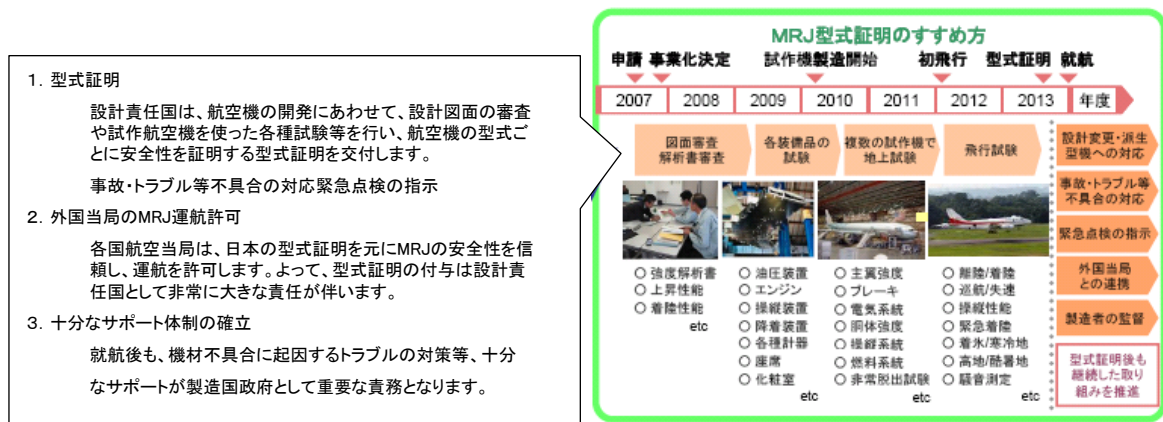 1. 型式証明
設計責任国は、航空機の開発にあわせて、設計図面の審査
や試作航空機を使った各種試験等を行い、航空機の型式ご
とに安全性を証明する型式証明を交付します。
事故・トラブル等不具合の対応緊急点検の指示
2. 外国当局のMRJ運航許可
各国航空当局は、日本の型式証明を元にMRJの安全性を信
頼し、運航を許可します。よって、型式証明の付与は設計責
任国として非常に大きな責任が伴います。
3. 十分なサポート体制の確立
就航後も、機材不具合に起因するトラブルの対策等、十分
なサポートが製造国政府として重要な責務となります。
MRJ型式証明のすすめ方
申請 事業化決定 試作機製造開始 初飛行 型式証明 就航
2007 2008 2009 2010 2011 2012 2013 年度
図面審査
解析書審査
各装備品の
試験
複数の試作機で
地上試験
飛行試験
○ 強度解析書
○ 上昇性能
○ 着陸性能
etc
○ 油圧装置
○ エンジン
○ 操縦装置
○ 降着装置
○ 各種計器
○ 座席
○ 化粧室
etc
○ 主翼強度
○ ブレーキ
○ 電気系統
○ 胴体強度
○ 操縦系統
○ 燃料系統
○ 非常脱出試験
etc
○ 離陸/着陸
○ 巡航/失速
○ 操縦性能
○ 緊急着陸
○ 着氷/寒冷地
○ 高地/酷暑地
○ 騒音測定
etc
設計変更・派生
型機への対応
事故・トラブル等
不具合の対応
緊急点検の指示
外国当局
との連携
製造者の監督
型式証明後も
継続した取り
組みを推進